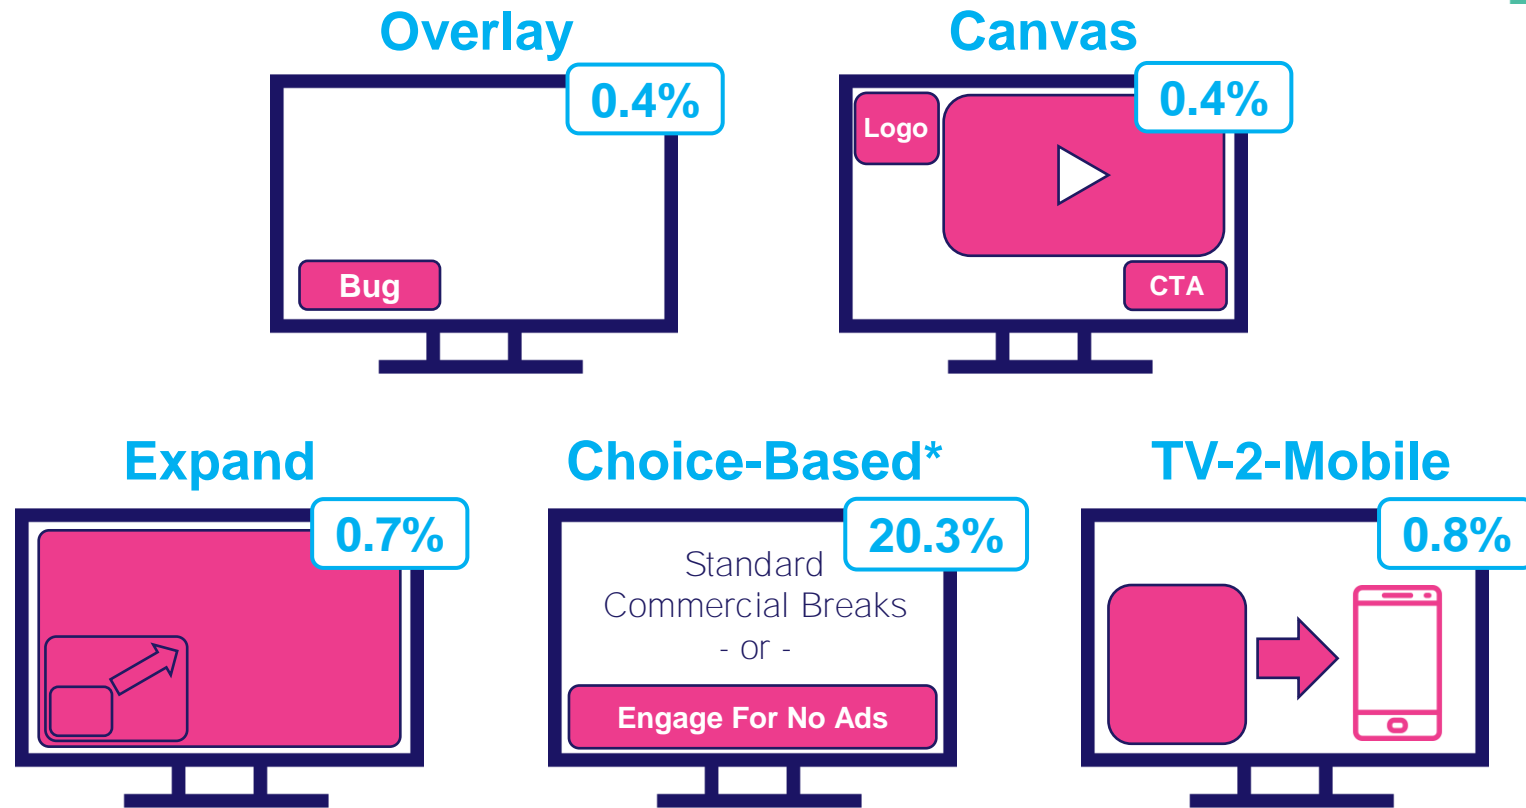 Overlay
0.4%
Bug
Canvas
0.4%
Logo
CTA
Expand
0.7%
Choice-Based*
20.3%
Standard
Commercial Breaks
- or -
Engage For No Ads
TV-2-Mobile
0.8%